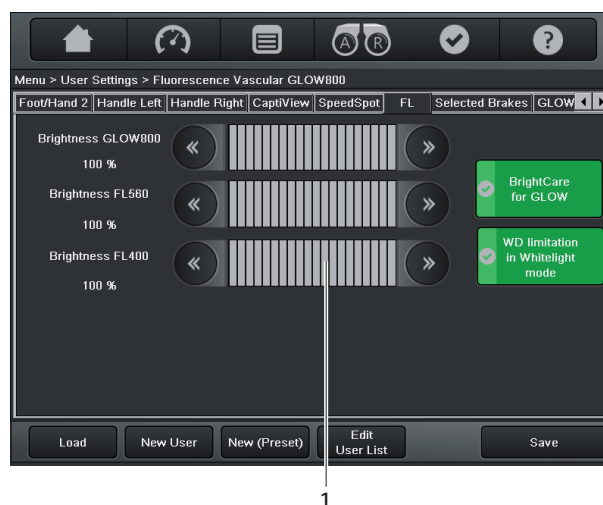 A R
?
Menu > User Settings > Fluorescence Vascular GLOW800
Foot/Hand 2 Handle Left Handle Right CaptiView SpeedSpot FL Selected Brakes GLOW
Brightness GLOW800
100 %
Brightness FL560
100 %
Brightness FL400
100 %
BrightCare
for GLOW
WD limitation
in Whitelight
mode
Load
New User
New (Preset)
Edit
User List
Save
1